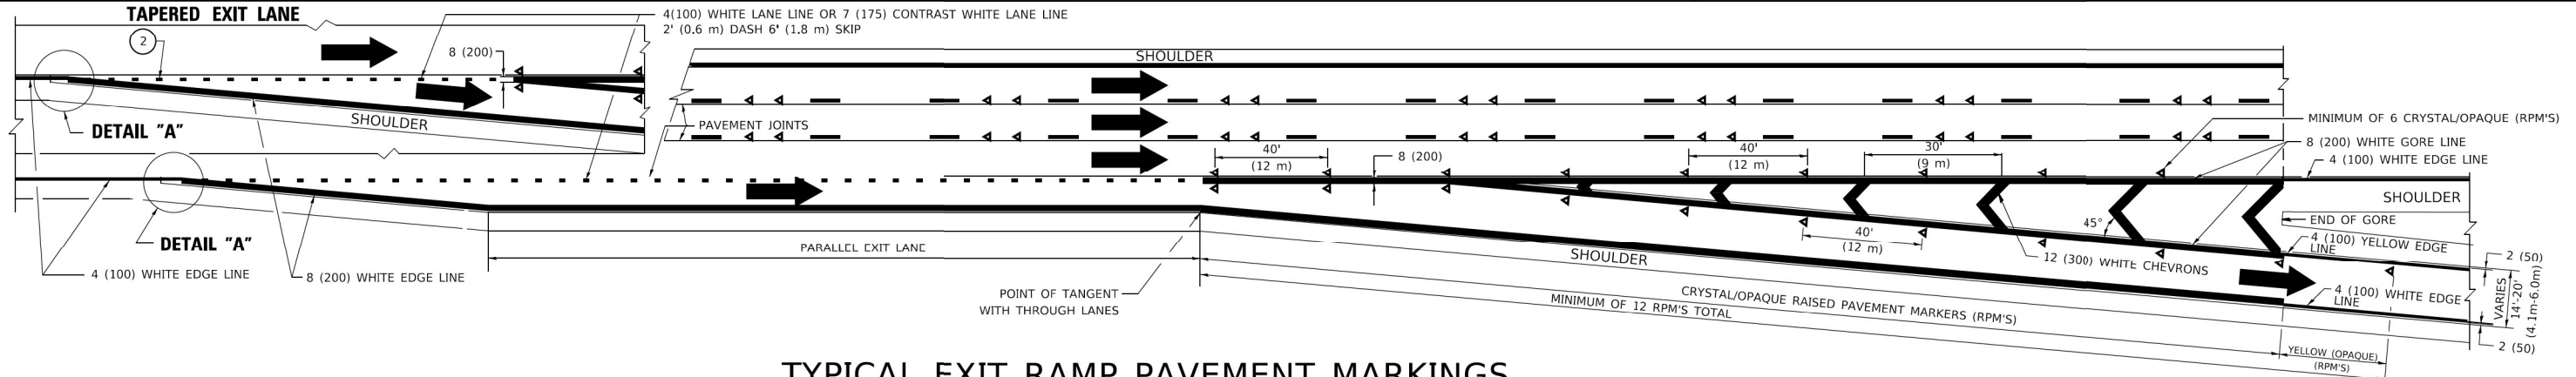 TAPERED EXIT LANE
2
8 (200)
4(100) WHITE LANE LINE OR 7 (175) CONTRAST WHITE LANE LINE
2' (0.6 m) DASH 6' (1.8 m) SKIP
SHOULDER
DETAIL "A"
SHOULDER
PAVEMENT JOINTS
40'
(12 m)
8 (200)
40'
(12 m)
30'
(9 m)
MINIMUM OF 6 CRYSTAL/OPAQUE (RPM'S)
8 (200) WHITE GORE LINE
4 (100) WHITE EDGE LINE
SHOULDER
END OF GORE
45°
4 (100) YELLOW EDGE
LINE
40'
(12 m)
12 (300) WHITE CHEVRONS
DETAIL "A"
4 (100) WHITE EDGE LINE
8 (200) WHITE EDGE LINE
PARALLEL EXIT LANE
POINT OF TANGENT
WITH THROUGH LANES
SHOULDER
CRYSTAL/OPAQUE RAISED PAVEMENT MARKERS (RPM'S)
MINIMUM OF 12 RPM'S TOTAL
4 (100) WHITE EDGE
LINE
2 (50)
VARIES
14'-20'
(4.1m-6.0m)
2 (50)
YELLOW (OPAQUE)
(RPM'S)
TYPICAL EXIT RAMP PAVEMENT MARKINGS